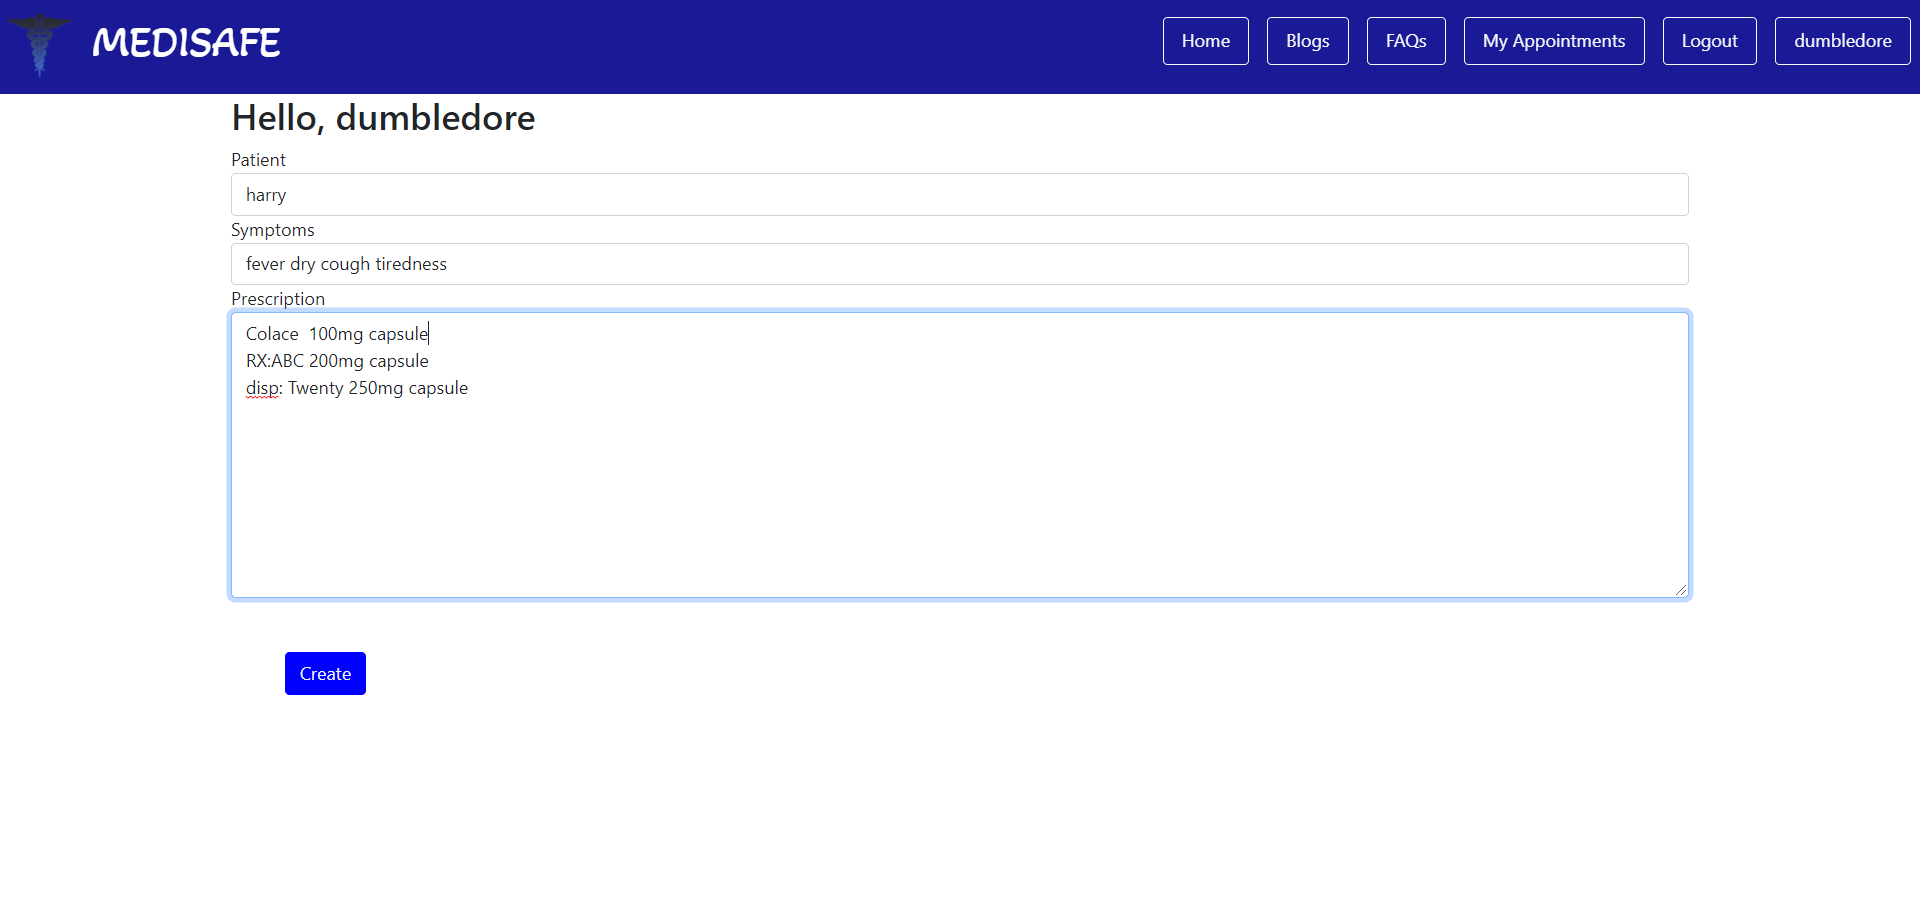 MEDISAFE
Home Blogs FAQs My Appointments Logout dumbledore
Hello, dumbledore
Patient
harry
Symptoms
fever dry cough tiredness
Prescription
Colace  100mg capsule
RX:ABC 200mg capsule
disp: Twenty 250mg capsule
Create